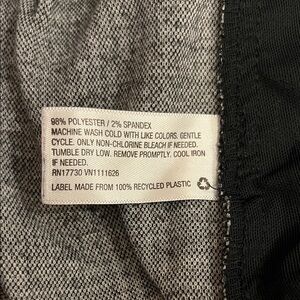 98% POLYESTER / 2% SPANDEX
MACHINE WASH COLD WITH LIKE COLORS. GENTLE
CYCLE. ONLY NON-CHLORINE BLEACH IF NEEDED.
TUMBLE DRY LOW. REMOVE PROMPTLY. COOL IRON
IF NEEDED.
RN17730 VN1111626
LABEL MADE FROM 100% RECYCLED PLASTIC